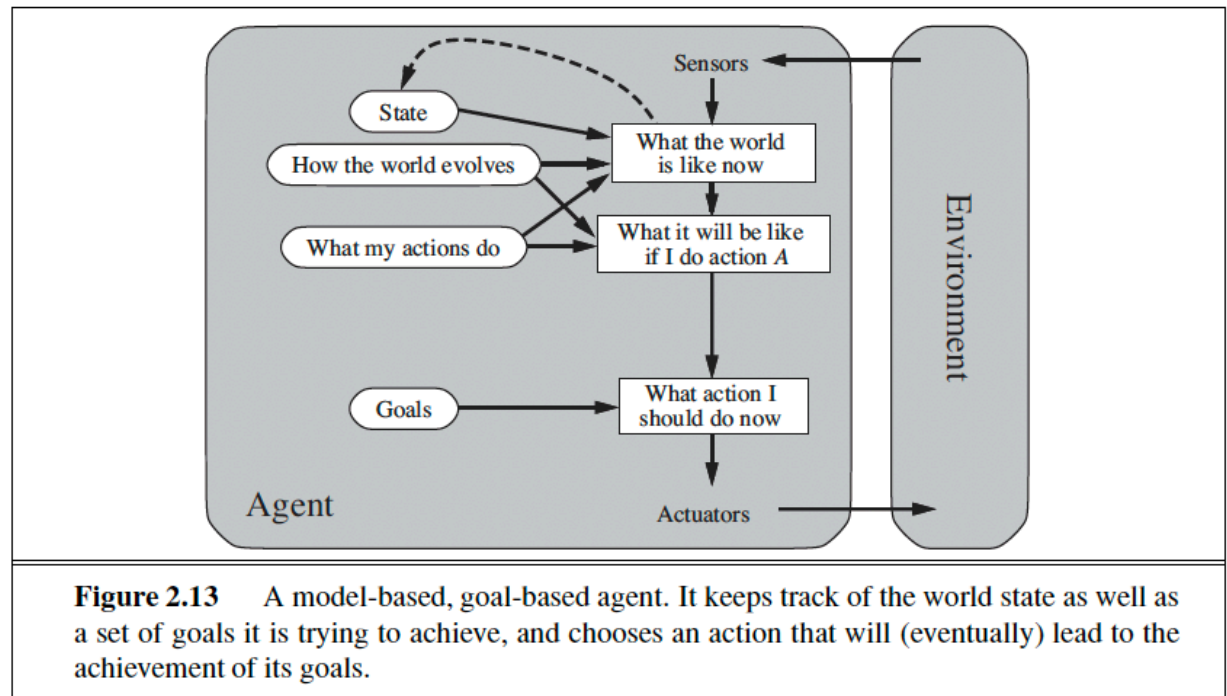 Sensors
State
What the world
is like now
How the world evolves
What my actions do
What it will be like
if I do action A
Goals
What action I
should do now
Agent
Actuators
Environment
Figure 2.13 A model-based, goal-based agent. It keeps track of the world state as well as
a set of goals it is trying to achieve, and chooses an action that will (eventually) lead to the
achievement of its goals.